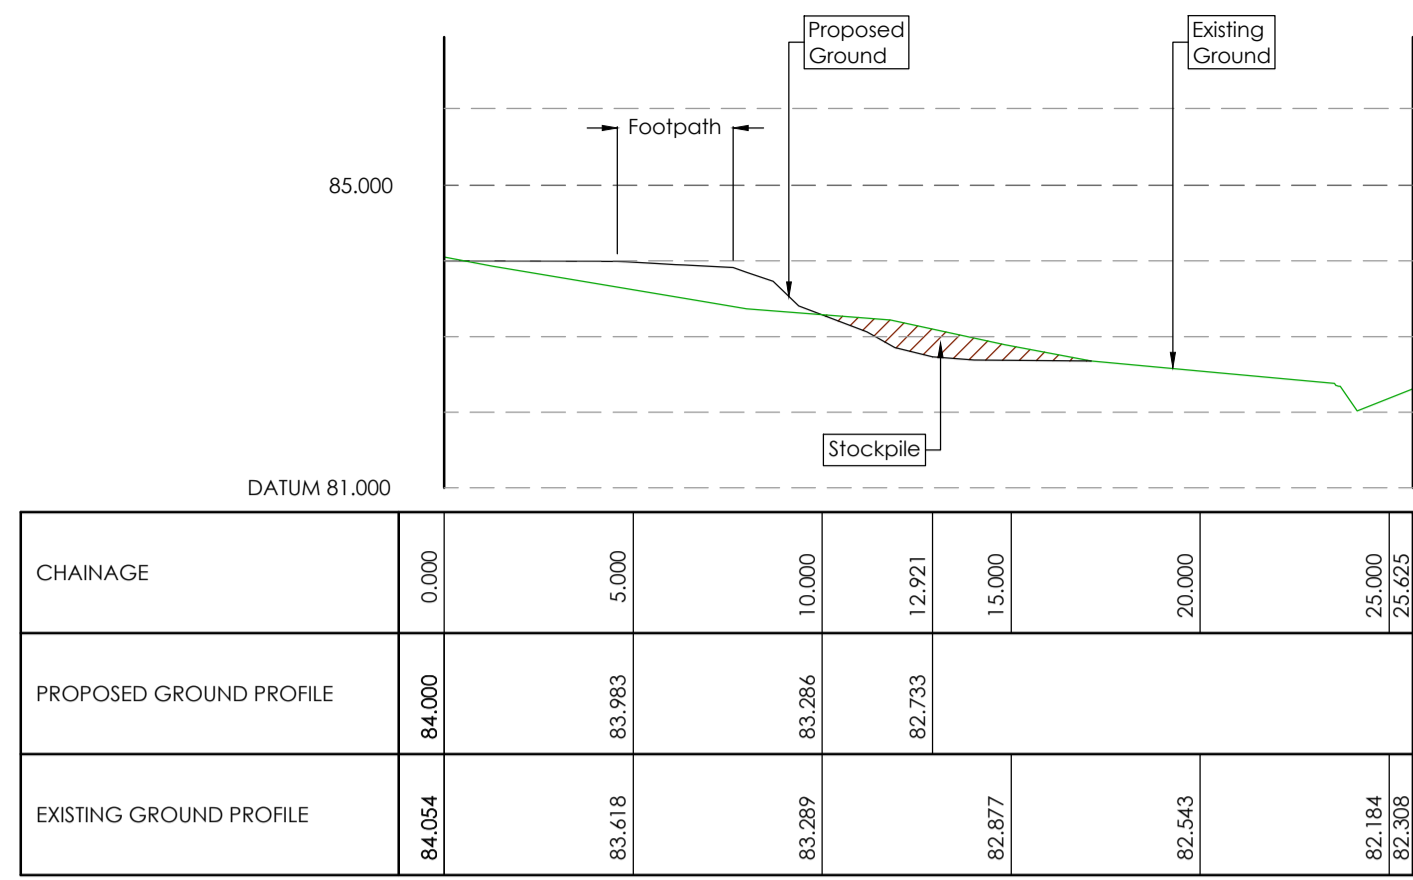 Proposed
Ground
Existing
Ground
Footpath
85.000
Stockpile
DATUM 81.000
CHAINAGE
0.000
5.000
10.000
12.921
15.000
20.000
25.000
25.625
PROPOSED GROUND PROFILE
84.000
83.983
83.286
82.733
EXISTING GROUND PROFILE
84.054
83.618
83.289
82.877
82.543
82.184
82.308